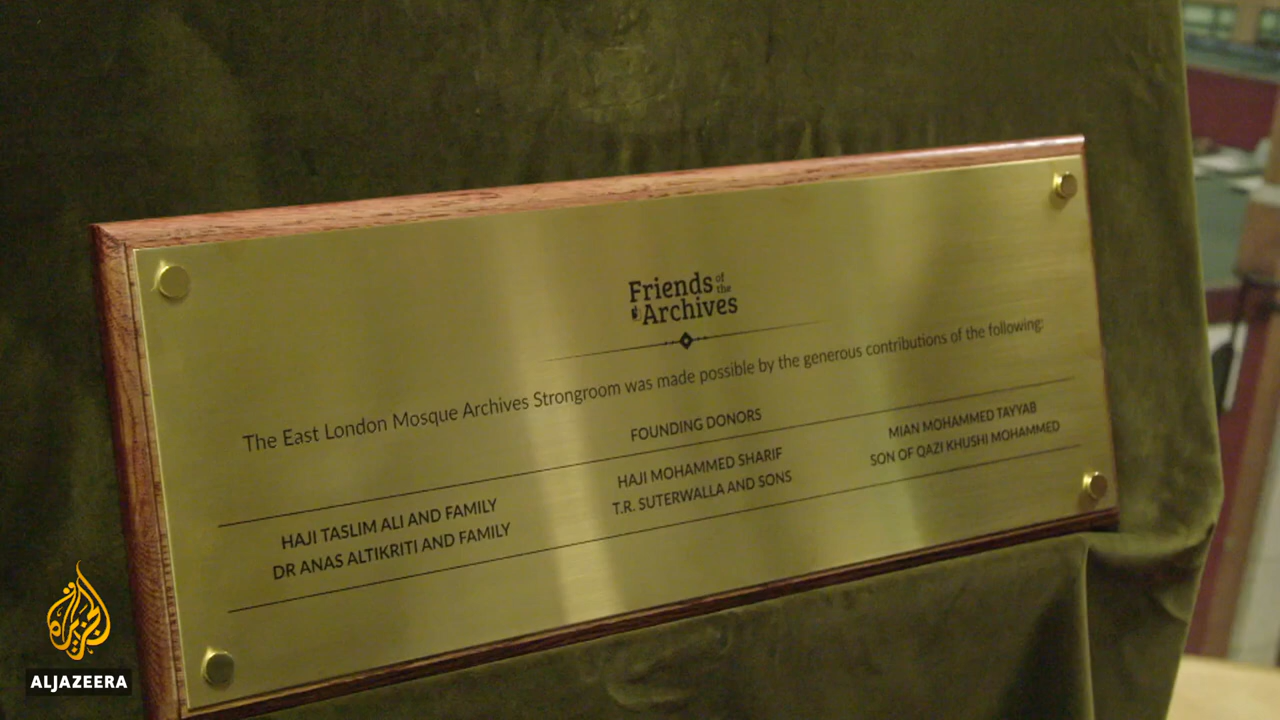 Friends of the
Archives
The East London Mosque Archives Strongroom was made possible by the generous contributions of the following:
FOUNDING DONORS
HAJI TASLIM ALI AND FAMILY
DR ANAS ALTIKRITI AND FAMILY
HAJI MOHAMMED SHARIF
T.R. SUTERWALLA AND SONS
MIAN MOHAMMED TAYYAB
SON OF QAZI KHUSHI MOHAMMED
الجزيرة
ALJAZEERA